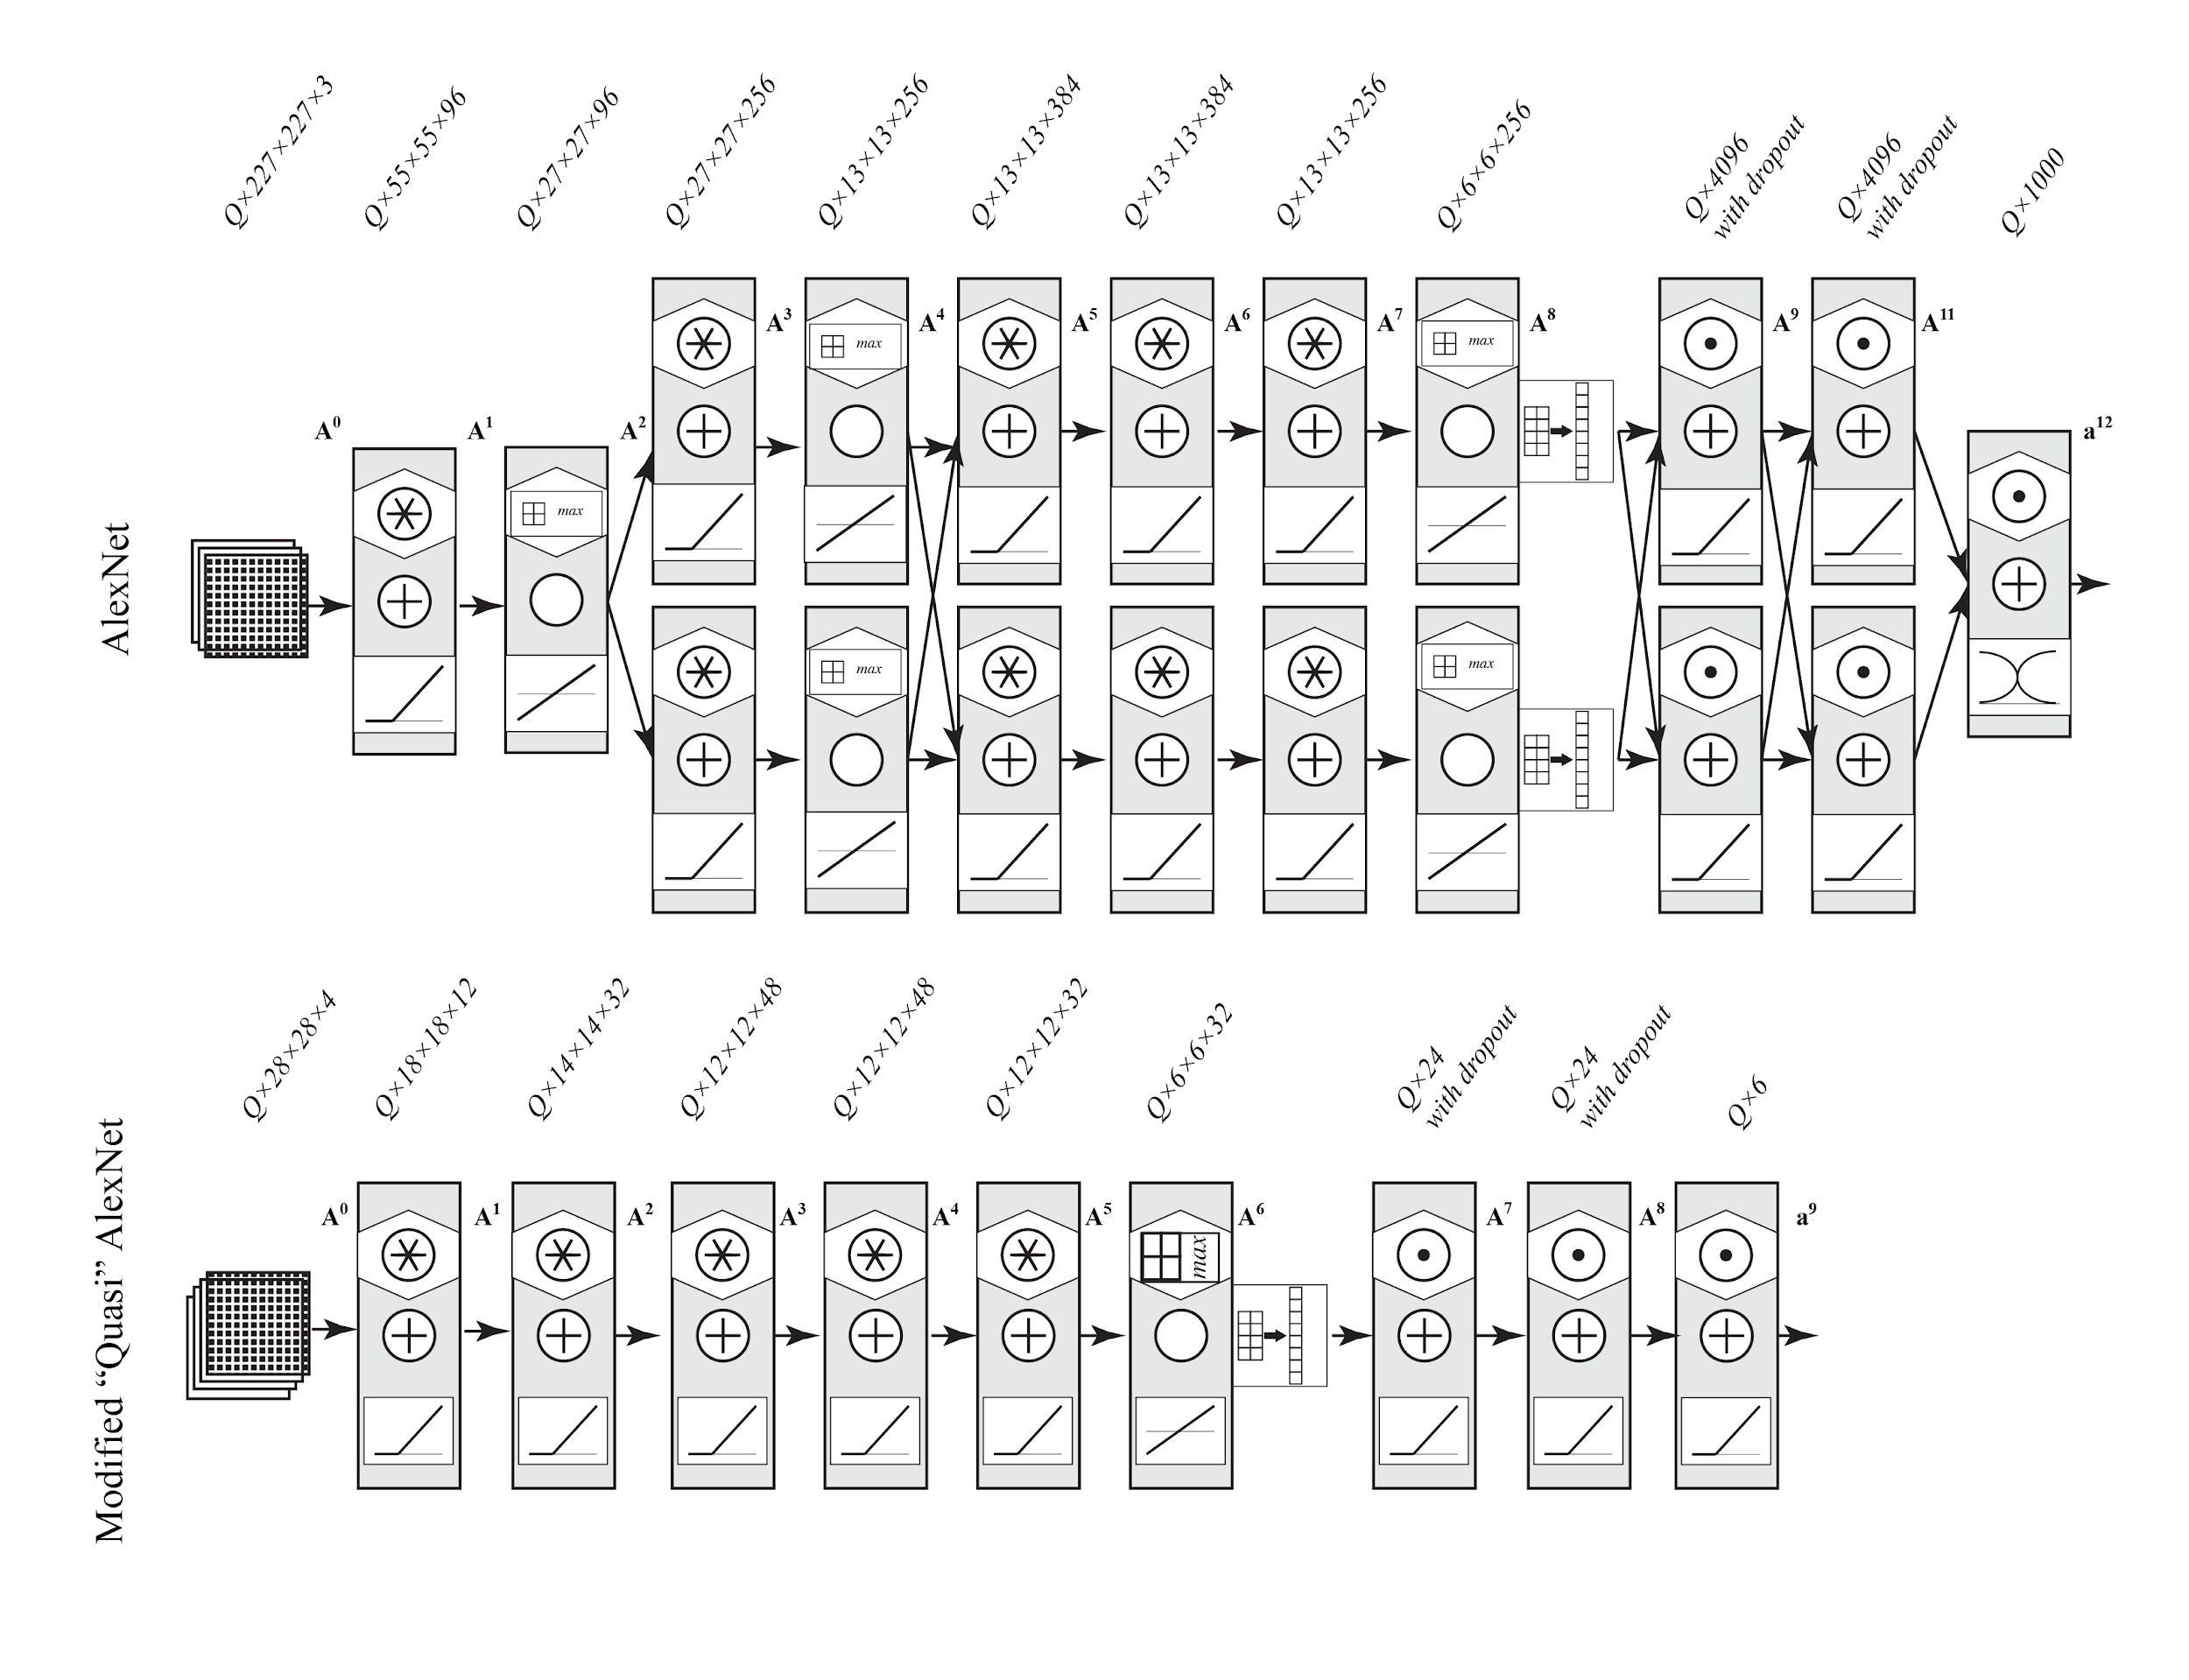 Q×227×227×3
Q×55×55×96
Q×27×27×96
Q×27×27×256
Q×13×13×256
Q×13×13×384
Q×13×13×384
Q×13×13×256
Q×6×6×256
Q×4096
with dropout
Q×4096
with dropout
Q×1000
AlexNet
A⁰
A¹
A²
A³
A⁴
A⁵
A⁶
A⁷
A⁸
A⁹
A¹¹
a¹²
max
max
max
max
max
Q×28×28×4
Q×18×18×12
Q×14×14×32
Q×12×12×48
Q×12×12×48
Q×12×12×32
Q×6×6×32
Q×24
with dropout
Q×24
with dropout
Q×6
Modified “Quasi” AlexNet
A⁰
A¹
A²
A³
A⁴
A⁵
A⁶
A⁷
A⁸
a⁹
max